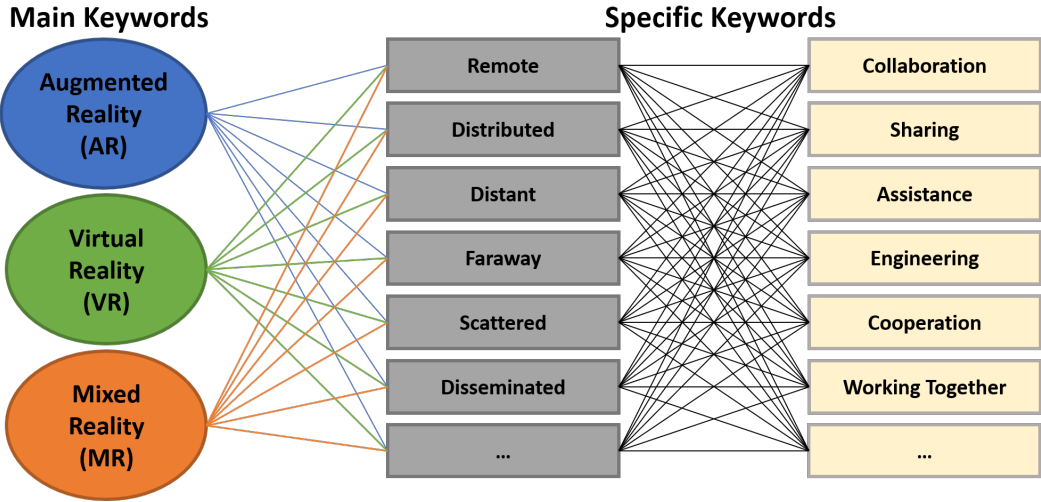 Main Keywords
Specific Keywords
Augmented
Reality
(AR)
Virtual
Reality
(VR)
Mixed
Reality
(MR)
Remote
Distributed
Distant
Faraway
Scattered
Disseminated
...
Collaboration
Sharing
Assistance
Engineering
Cooperation
Working Together
...